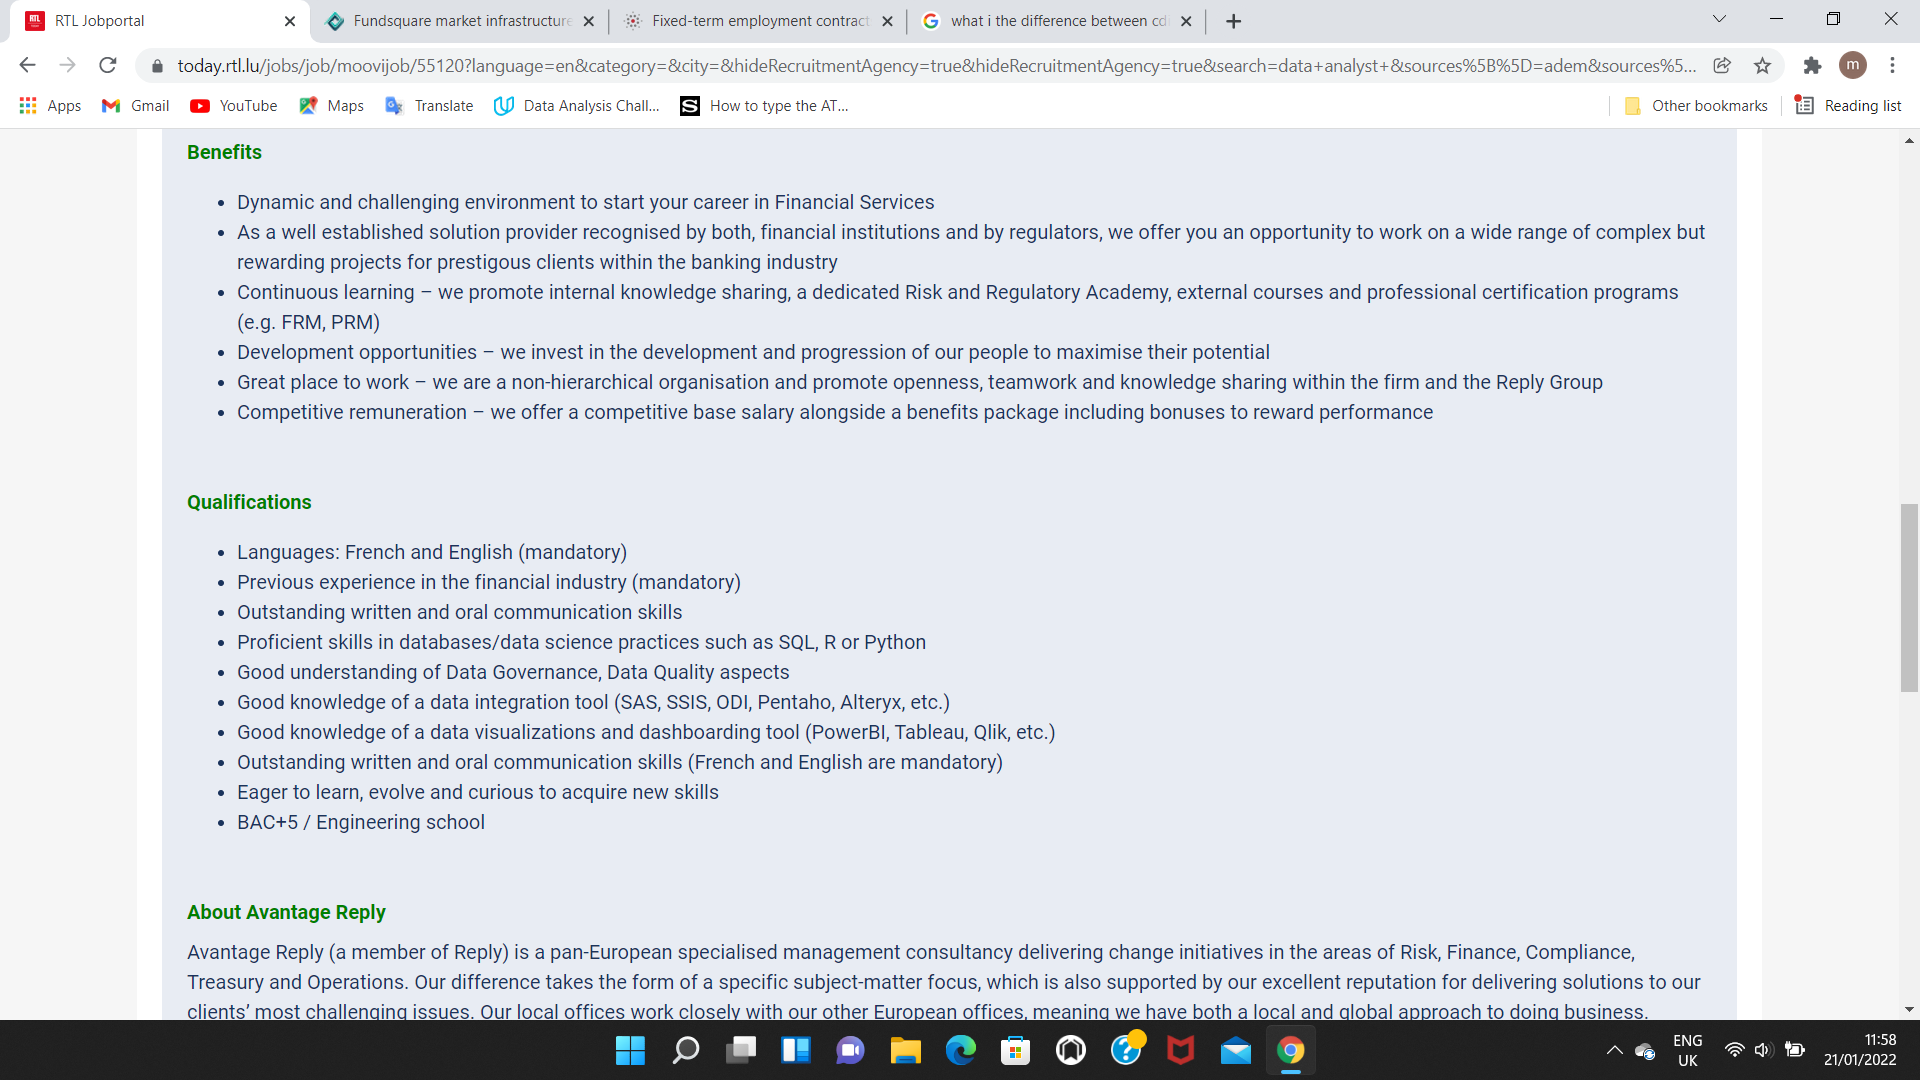 RTL Jobportal
Fundsquare market infrastructure
Fixed-term employment contract
what i the difference between cdi
today.rtl.lu/jobs/job/moovijob/55120?language=en&category=&city=&hideRecruitmentAgency=true&hideRecruitmentAgency=true&search=data+analyst+&sources%5B%5D=adem&sources%5...
m
Apps
Gmail
YouTube
Maps
Translate
Data Analysis Chall...
How to type the AT...
Other bookmarks
Reading list
Benefits
• Dynamic and challenging environment to start your career in Financial Services
• As a well established solution provider recognised by both, financial institutions and by regulators, we offer you an opportunity to work on a wide range of complex but
rewarding projects for prestigous clients within the banking industry
• Continuous learning – we promote internal knowledge sharing, a dedicated Risk and Regulatory Academy, external courses and professional certification programs
(e.g. FRM, PRM)
• Development opportunities – we invest in the development and progression of our people to maximise their potential
• Great place to work – we are a non-hierarchical organisation and promote openness, teamwork and knowledge sharing within the firm and the Reply Group
• Competitive remuneration – we offer a competitive base salary alongside a benefits package including bonuses to reward performance
Qualifications
• Languages: French and English (mandatory)
• Previous experience in the financial industry (mandatory)
• Outstanding written and oral communication skills
• Proficient skills in databases/data science practices such as SQL, R or Python
• Good understanding of Data Governance, Data Quality aspects
• Good knowledge of a data integration tool (SAS, SSIS, ODI, Pentaho, Alteryx, etc.)
• Good knowledge of a data visualizations and dashboarding tool (PowerBI, Tableau, Qlik, etc.)
• Outstanding written and oral communication skills (French and English are mandatory)
• Eager to learn, evolve and curious to acquire new skills
• BAC+5 / Engineering school
About Avantage Reply
Avantage Reply (a member of Reply) is a pan-European specialised management consultancy delivering change initiatives in the areas of Risk, Finance, Compliance,
Treasury and Operations. Our difference takes the form of a specific subject-matter focus, which is also supported by our excellent reputation for delivering solutions to our
clients’ most challenging issues. Our local offices work closely with our other European offices, meaning we have both a local and global approach to doing business.
ENG
UK
11:58
21/01/2022